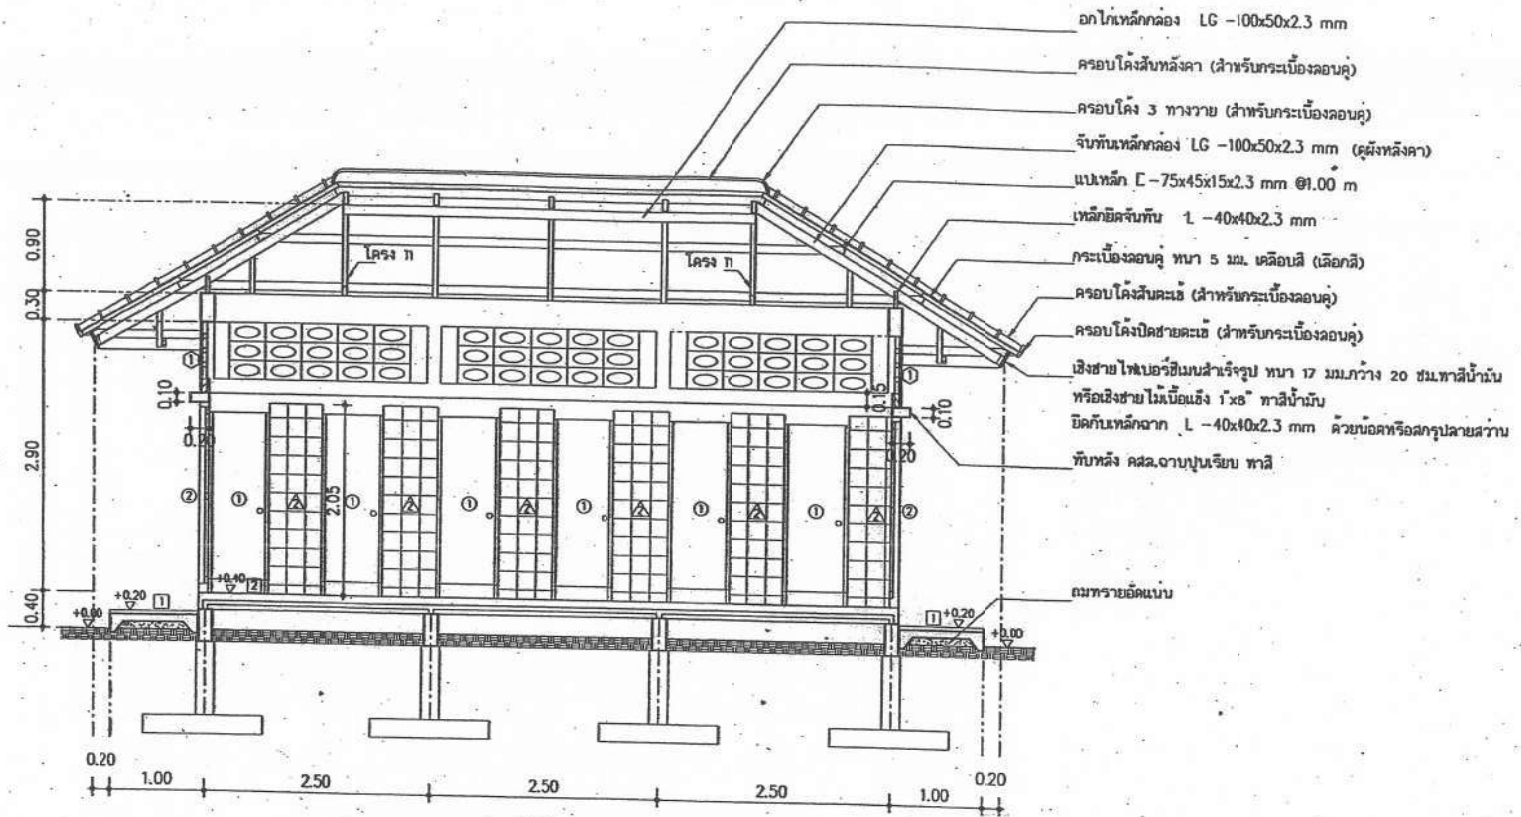 อกไก่เหล็กกล่อง LG -100x50x2.3 mm
ครอบโค้งสันหลังคา (สำหรับกระเบื้องลอนคู่)
ครอบโค้ง 3 ทางวาย (สำหรับกระเบื้องลอนคู่)
จันทันเหล็กกล่อง LG -100x50x2.3 mm (ดูผังหลังคา)
แปเหล็ก C -75x45x15x2.3 mm @1.00 m
เหล็กยึดจันทัน L -40x40x2.3 mm
กระเบื้องลอนคู่ หนา 5 มม. เคลือบสี (เลือกสี)
ครอบโค้งสันตะเข้ (สำหรับกระเบื้องลอนคู่)
ครอบโค้งปิดชายตะเข้ (สำหรับกระเบื้องลอนคู่)
เชิงชายไฟเบอร์ซีเมนสำเร็จรูป หนา 17 มม.กว้าง 20 ซม.ทาสีน้ำมัน
หรือเชิงชายไม้เนื้อแข็ง 1"x8" ทาสีน้ำมัน
ยึดกับเหล็กฉาก L -40x40x2.3 mm ด้วยน๊อตหรือสกรูปลายสว่าน
ทับหลัง คสล.ฉาบปูนเรียบ ทาสี
ถมทรายอัดแน่น
โครง ก
โครง ก
0.90
0.30
2.90
0.40
0.10
0.20
0.15
0.10
0.20
2.05
1
1
2
1
2
1
2
1
2
1
2
1
2
1
2
2
+0.40
2
+0.20
1
+0.00
1
+0.20
+0.00
0.20
1.00
2.50
2.50
2.50
1.00
0.20